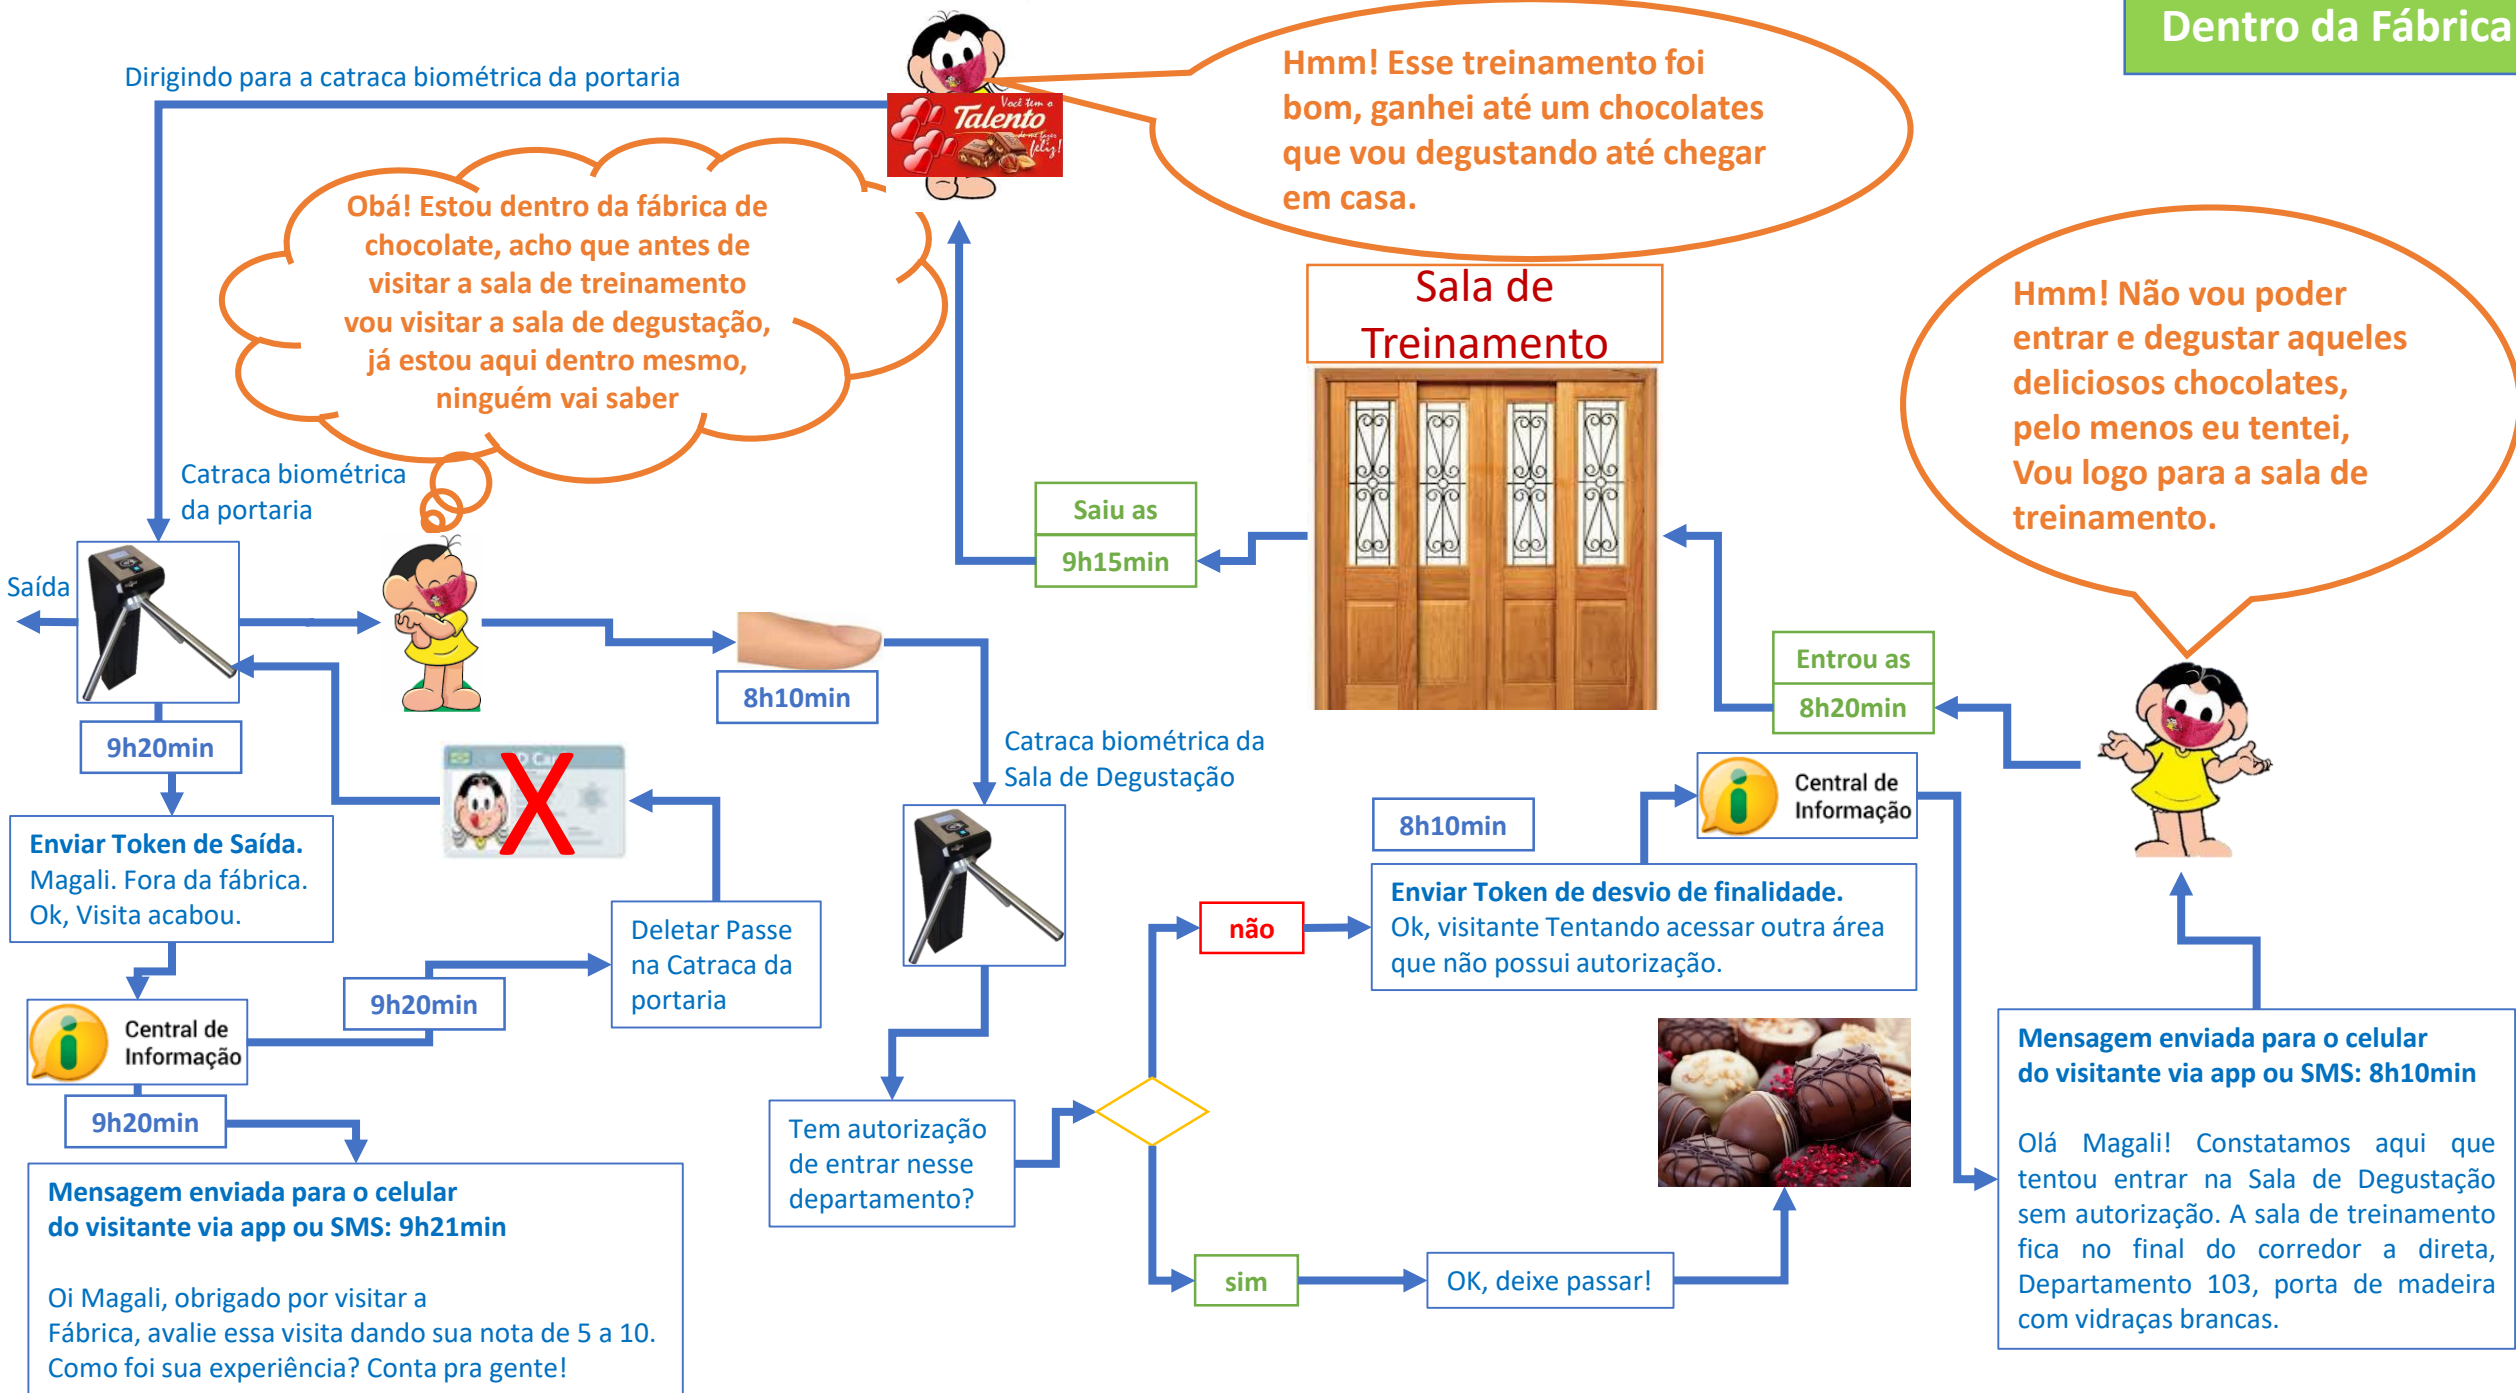 Dentro da Fábrica
Dirigindo para a catraca biométrica da portaria
Você tem o
Talento
de me fazer
feliz!
Hmm! Esse treinamento foi
bom, ganhei até um chocolates
que vou degustando até chegar
em casa.
Obá! Estou dentro da fábrica de
chocolate, acho que antes de
visitar a sala de treinamento
vou visitar a sala de degustação,
já estou aqui dentro mesmo,
ninguém vai saber
Sala de
Treinamento
Hmm! Não vou poder
entrar e degustar aqueles
deliciosos chocolates,
pelo menos eu tentei,
Vou logo para a sala de
treinamento.
Catraca biométrica
da portaria
Saída
Saiu as
9h15min
Entrou as
8h20min
8h10min
9h20min
Catraca biométrica da
Sala de Degustação
X
Central de
Informação
8h10min
Enviar Token de Saída.
Magali. Fora da fábrica.
Ok, Visita acabou.
Deletar Passe
na Catraca da
portaria
não
Enviar Token de desvio de finalidade.
Ok, visitante Tentando acessar outra área
que não possui autorização.
9h20min
Central de
Informação
9h20min
Tem autorização
de entrar nesse
departamento?
sim
OK, deixe passar!
Mensagem enviada para o celular
do visitante via app ou SMS: 9h21min
Oi Magali, obrigado por visitar a
Fábrica, avalie essa visita dando sua nota de 5 a 10.
Como foi sua experiência? Conta pra gente!
Mensagem enviada para o celular
do visitante via app ou SMS: 8h10min
Olá Magali! Constatamos aqui que
tentou entrar na Sala de Degustação
sem autorização. A sala de treinamento
fica no final do corredor a direta,
Departamento 103, porta de madeira
com vidraças brancas.